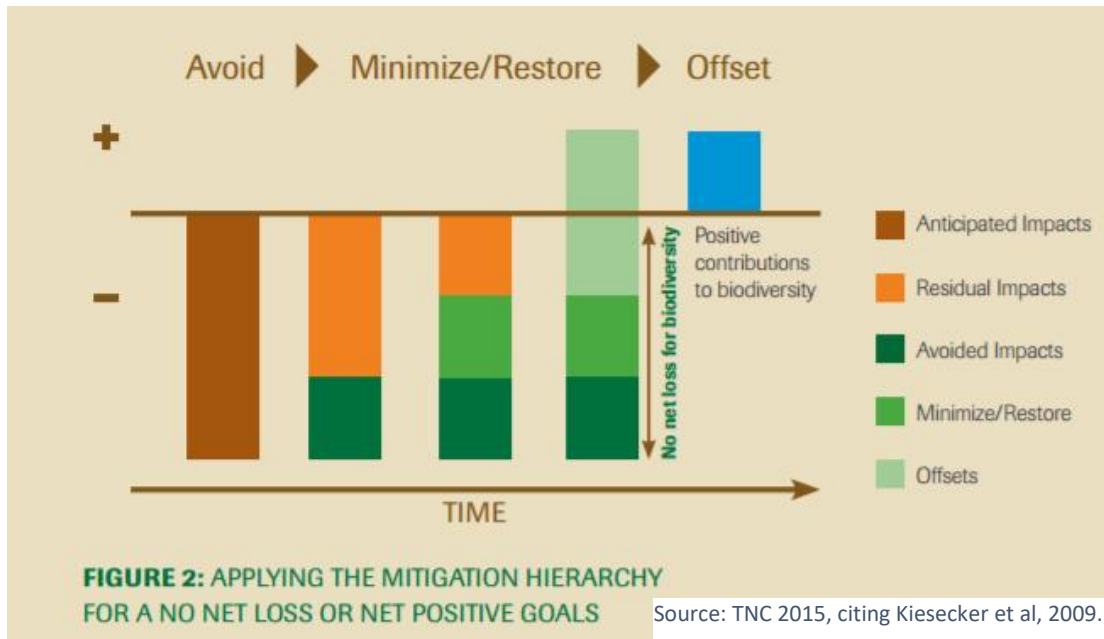 Avoid Minimize/Restore Offset
+
−
No net loss for biodiversity
Positive
contributions
to biodiversity
Anticipated Impacts
Residual Impacts
Avoided Impacts
Minimize/Restore
Offsets
TIME
FIGURE 2: APPLYING THE MITIGATION HIERARCHY
FOR A NO NET LOSS OR NET POSITIVE GOALS
Source: TNC 2015, citing Kiesecker et al, 2009.